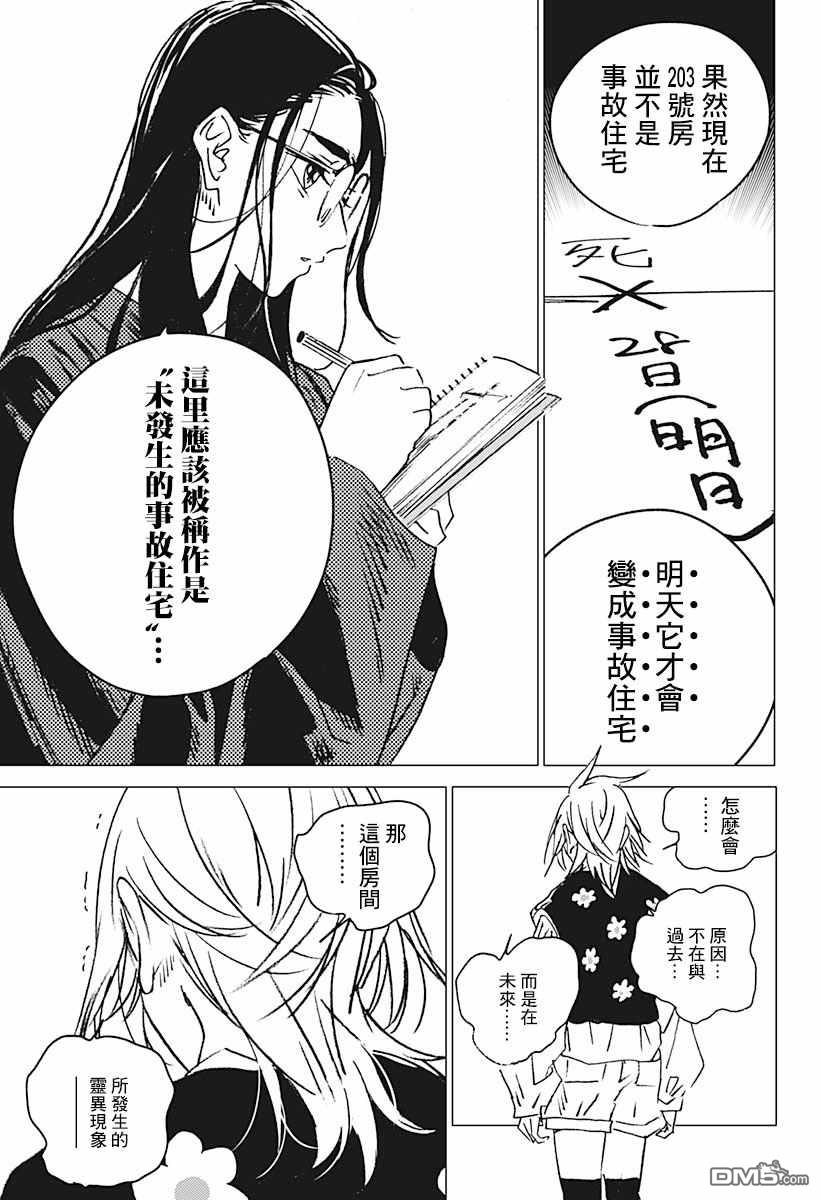 果然現在
203號房
並不是
事故住宅
死
×
28日(明日)
明天它才會
變成事故住宅
這里應該被稱作是
"未發生的事故住宅"…
怎麼會
……
原因…
不在與
過去…
而是在
未來……
那
這個房間
………
所發生的
靈異現象
——
DM5.com